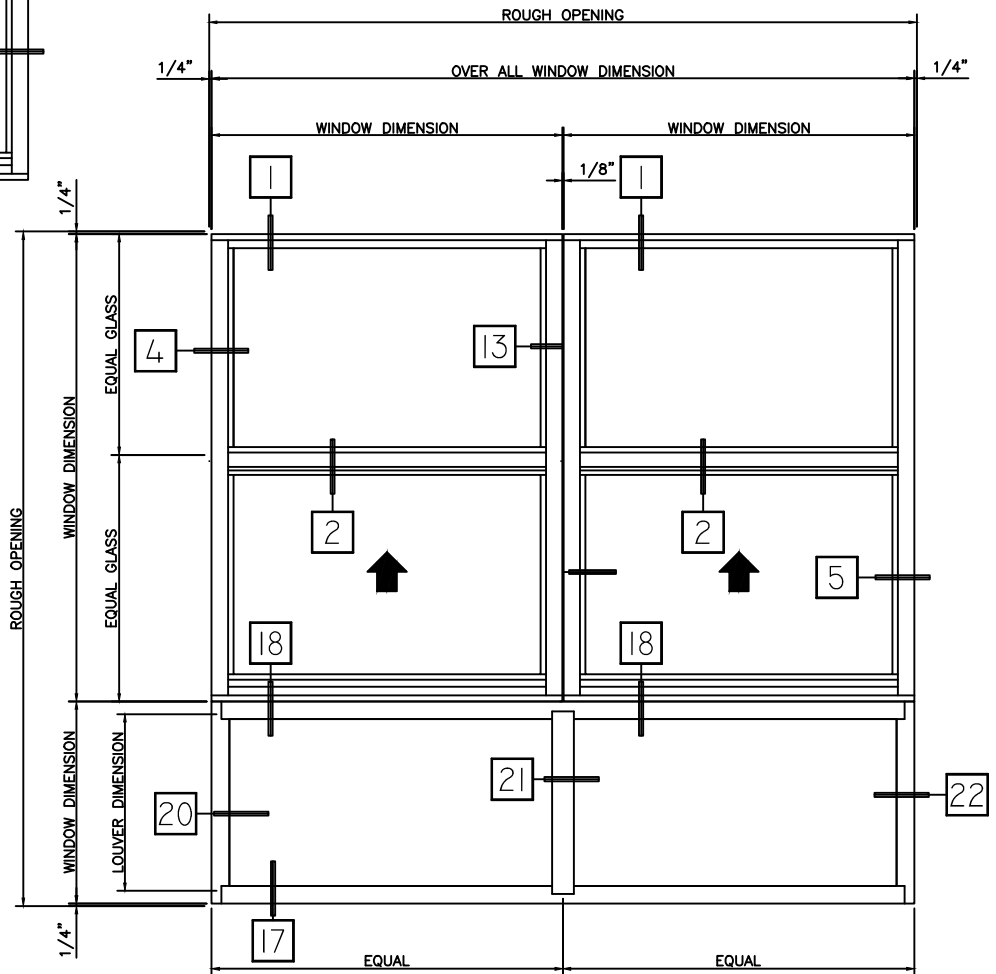 ROUGH OPENING
1/4"
OVER ALL WINDOW DIMENSION
1/4"
WINDOW DIMENSION
WINDOW DIMENSION
1
1/8"
1
1/4"
ROUGH OPENING
WINDOW DIMENSION
EQUAL GLASS
4
13
2
2
EQUAL GLASS
5
18
18
WINDOW DIMENSION
LOUVER DIMENSION
20
21
22
17
1/4"
EQUAL
EQUAL